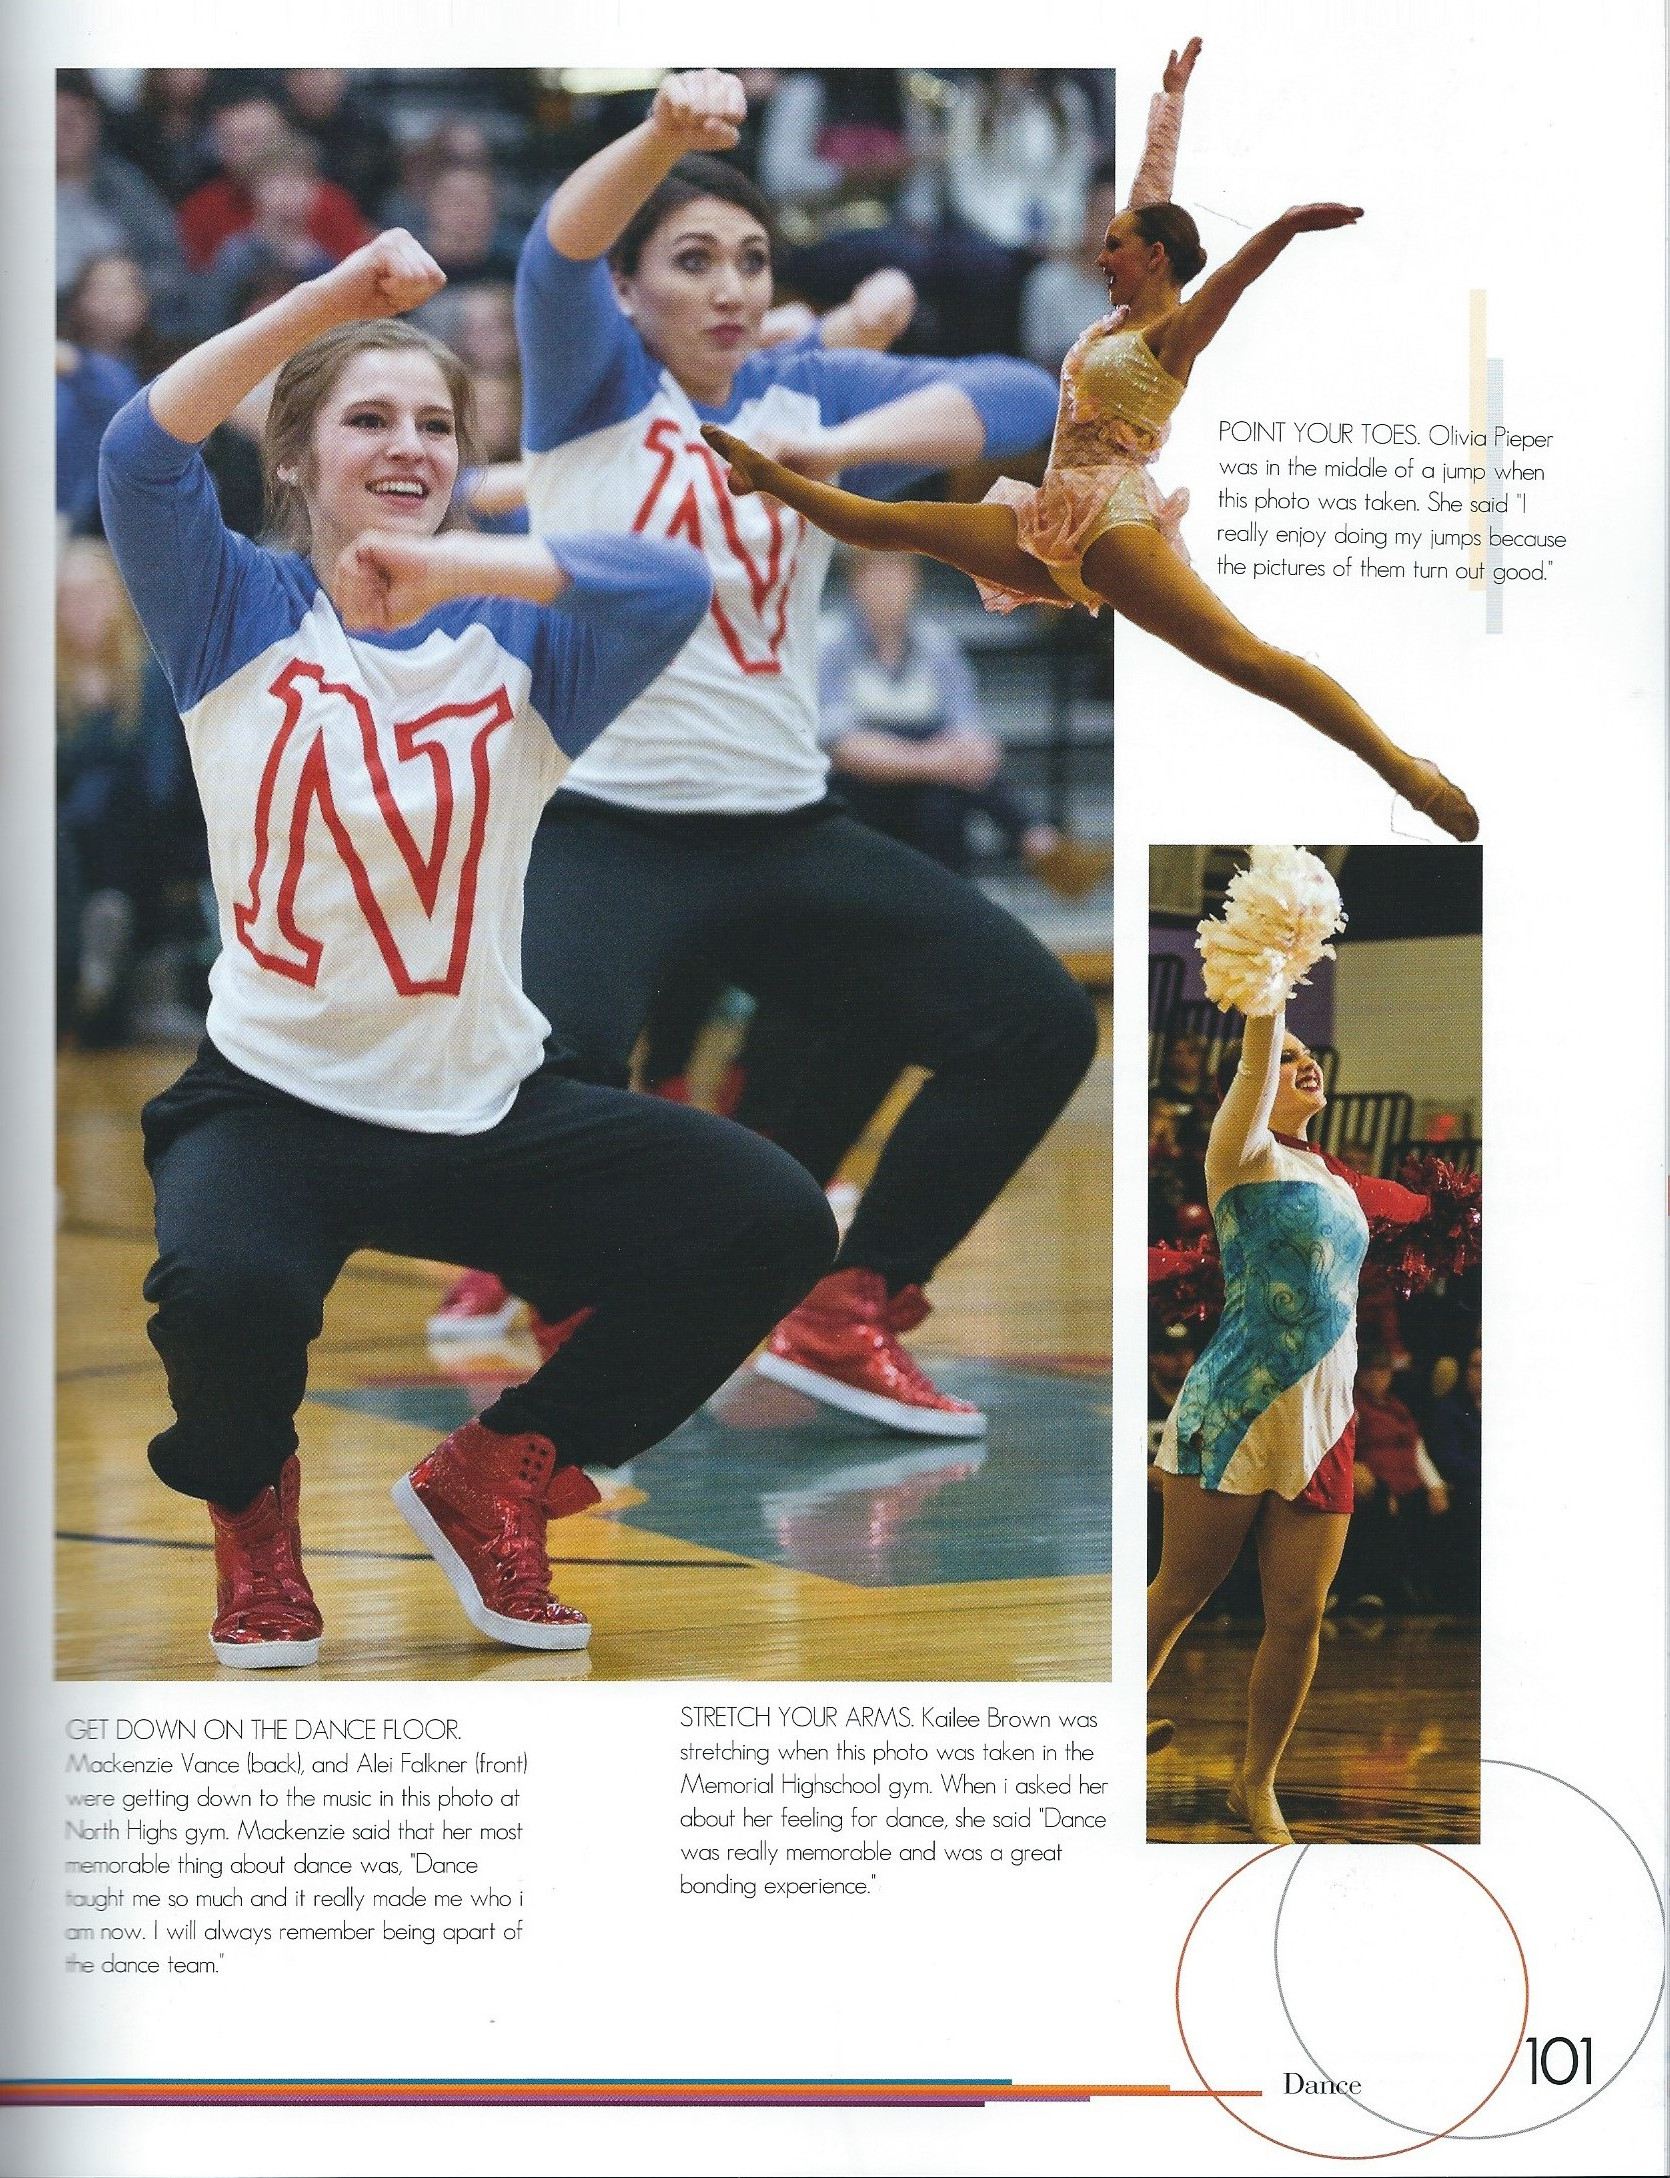 N
N
POINT YOUR TOES. Olivia Pieper
was in the middle of a jump when
this photo was taken. She said "I
really enjoy doing my jumps because
the pictures of them turn out good."
GET DOWN ON THE DANCE FLOOR.
Mackenzie Vance (back), and Alei Falkner (front)
were getting down to the music in this photo at
North Highs gym. Mackenzie said that her most
memorable thing about dance was, "Dance
taught me so much and it really made me who i
am now. I will always remember being apart of
the dance team."
STRETCH YOUR ARMS. Kailee Brown was
stretching when this photo was taken in the
Memorial Highschool gym. When i asked her
about her feeling for dance, she said "Dance
was really memorable and was a great
bonding experience."
Dance
101